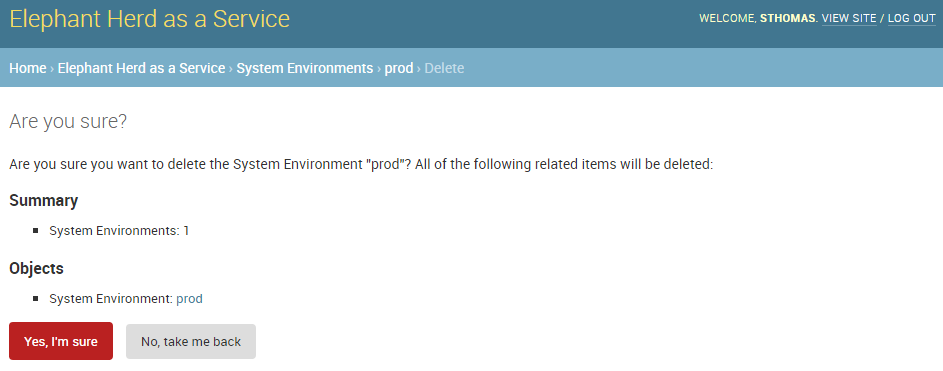 Elephant Herd as a Service
WELCOME, STHOMAS. VIEW SITE / LOG OUT
Home › Elephant Herd as a Service › System Environments › prod › Delete
Are you sure?
Are you sure you want to delete the System Environment "prod"? All of the following related items will be deleted:
Summary
System Environments: 1
Objects
System Environment: prod
Yes, I'm sure
No, take me back